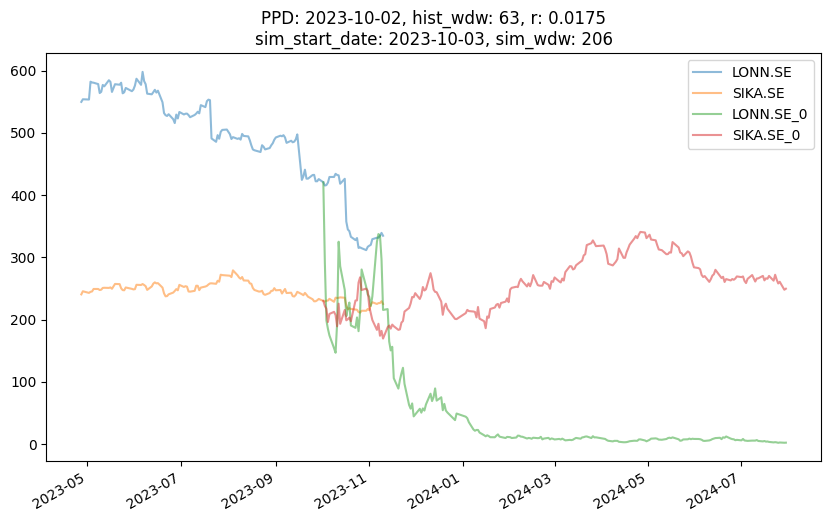 PPD: 2023-10-02, hist_wdw: 63, r: 0.0175
sim_start_date: 2023-10-03, sim_wdw: 206
LONN.SE
SIKA.SE
LONN.SE_0
SIKA.SE_0
600
500
400
300
200
100
0
2023-05
2023-07
2023-09
2023-11
2024-01
2024-03
2024-05
2024-07